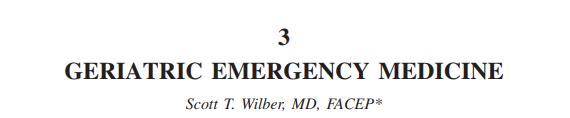 3
GERIATRIC EMERGENCY MEDICINE
Scott T. Wilber, MD, FACEP*